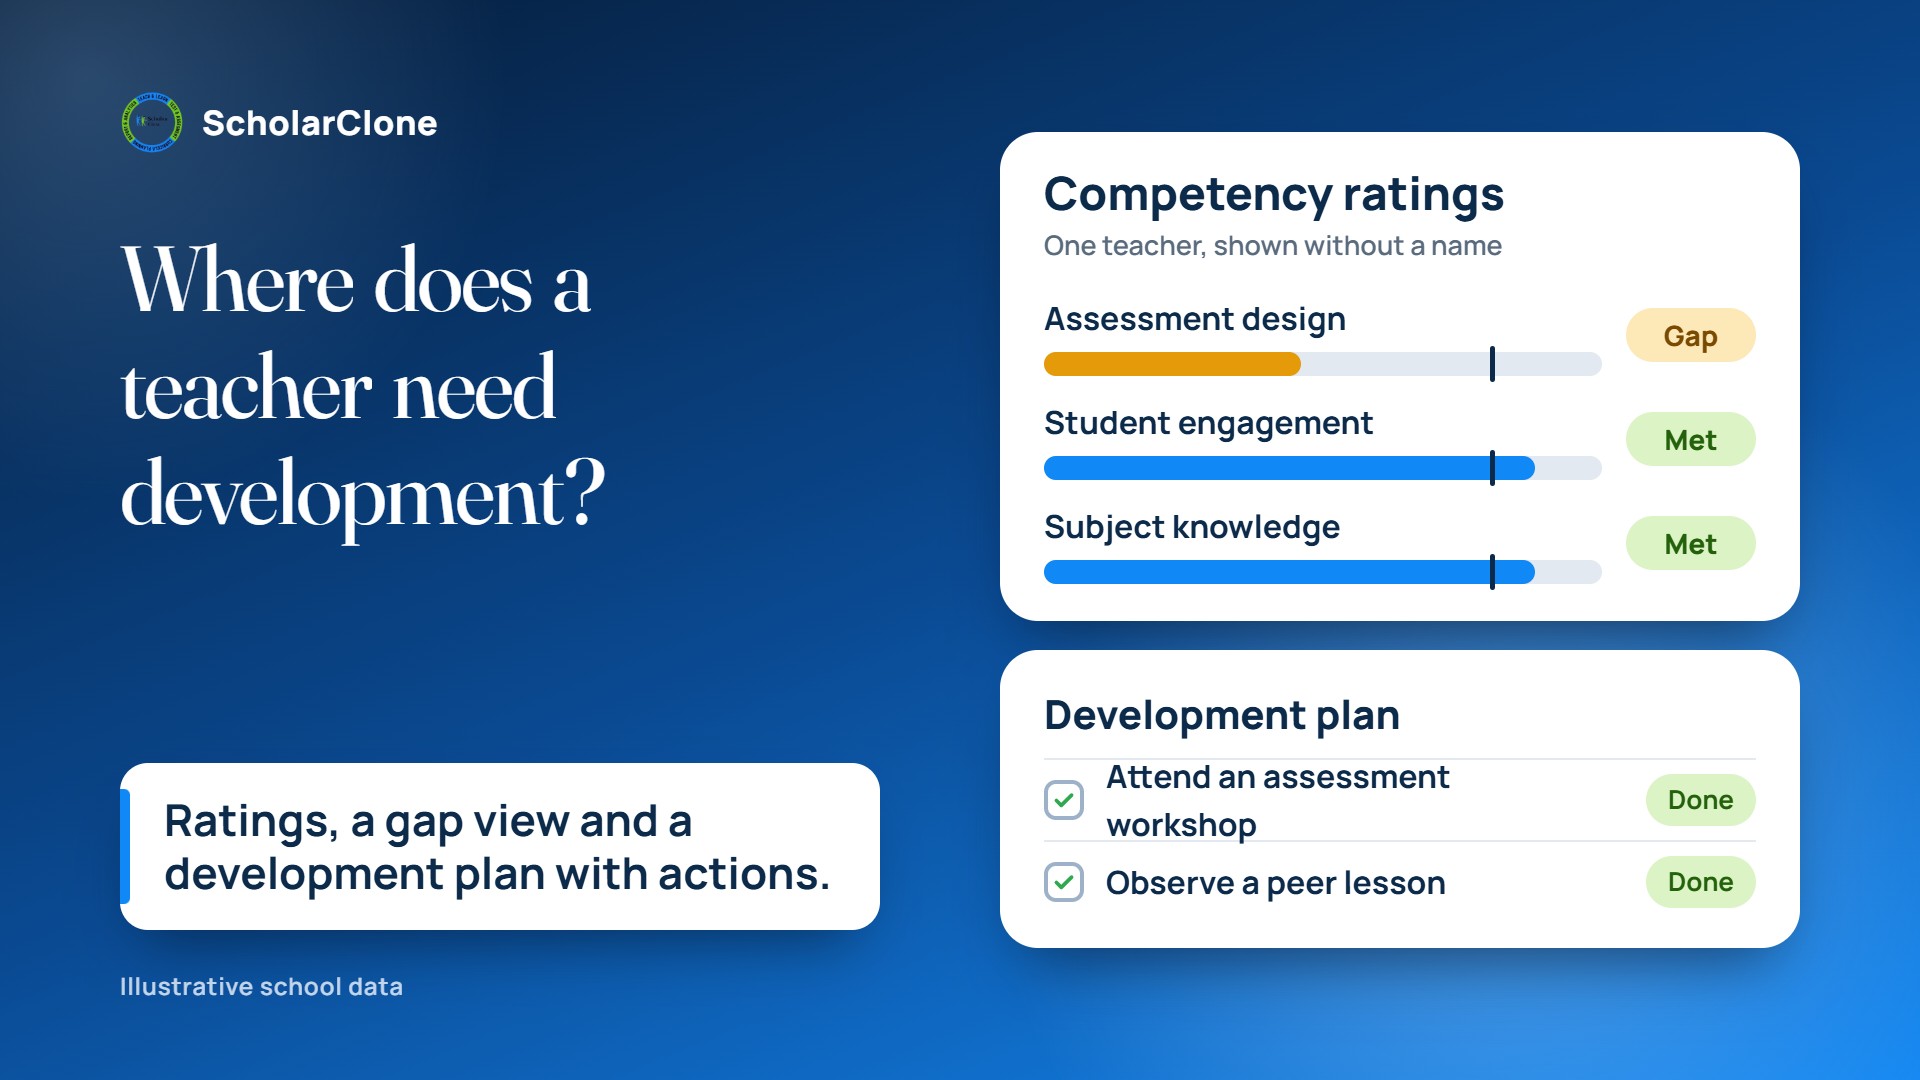 ScholarClone
Where does a
teacher need
development?
Ratings, a gap view and a
development plan with actions.
Illustrative school data
Competency ratings
One teacher, shown without a name
Assessment design
Gap
Student engagement
Met
Subject knowledge
Met
Development plan
Attend an assessment
workshop
Done
Observe a peer lesson
Done